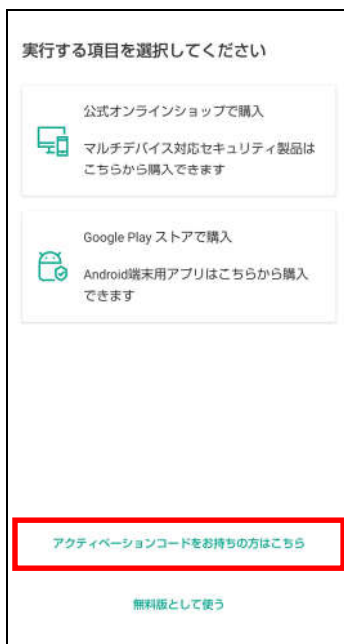 実行する項目を選択してください
公式オンラインショップで購入
マルチデバイス対応セキュリティ製品は
こちらから購入できます
Google Play ストアで購入
Android端末用アプリはこちらから購入
できます
アクティベーションコードをお持ちの方はこちら
無料版として使う